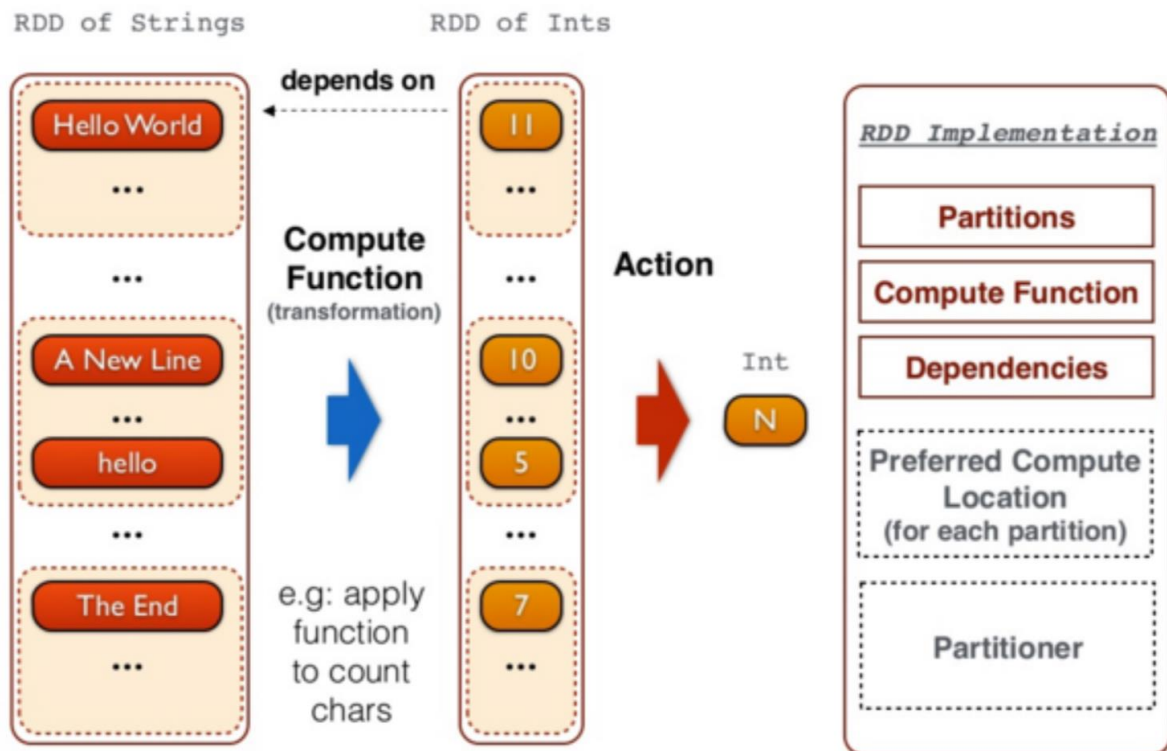 RDD of Strings
RDD of Ints
depends on
Hello World
...
...
A New Line
...
hello
...
The End
...
Compute
Function
(transformation)
e.g: apply
function
to count
chars
11
...
10
...
5
...
7
...
Action
Int
N
RDD Implementation
Partitions
Compute Function
Dependencies
Preferred Compute
Location
(for each partition)
Partitioner